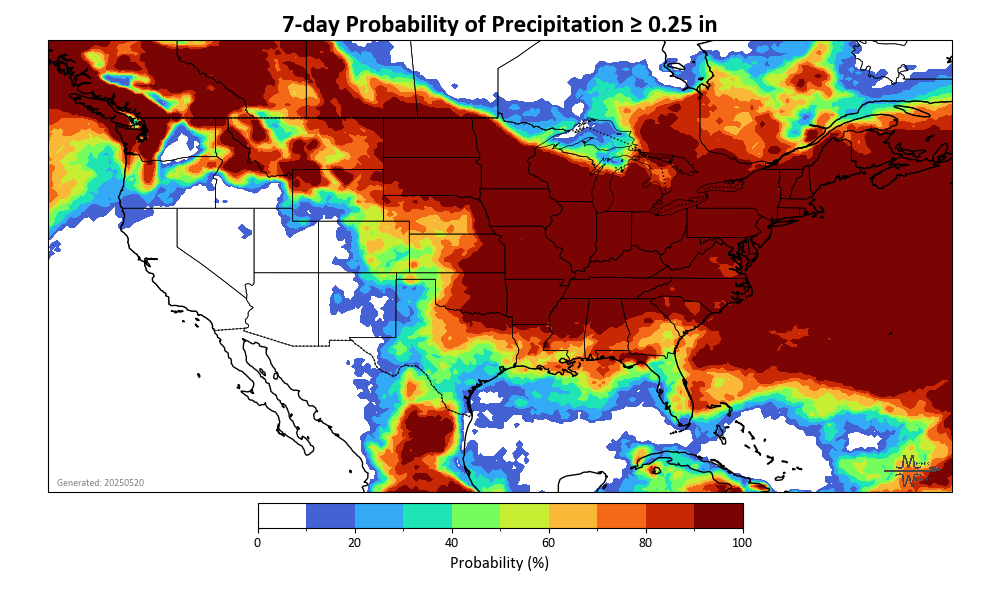 7-day Probability of Precipitation ≥ 0.25 in
Generated: 20250520
0 20 40 60 80 100
Probability (%)